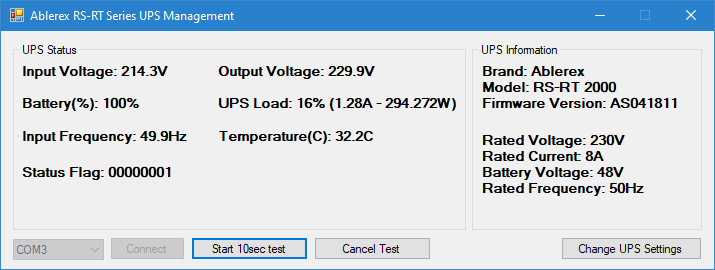 Ablerex RS-RT Series UPS Management
UPS Status
Input Voltage: 214.3V
Output Voltage: 229.9V
Battery(%): 100%
UPS Load: 16% (1.28A - 294.272W)
Input Frequency: 49.9Hz
Temperature(C): 32.2C
Status Flag: 00000001
UPS Information
Brand: Ablerex
Model: RS-RT 2000
Firmware Version: AS041811
Rated Voltage: 230V
Rated Current: 8A
Battery Voltage: 48V
Rated Frequency: 50Hz
COM3
Connect
Start 10sec test
Cancel Test
Change UPS Settings